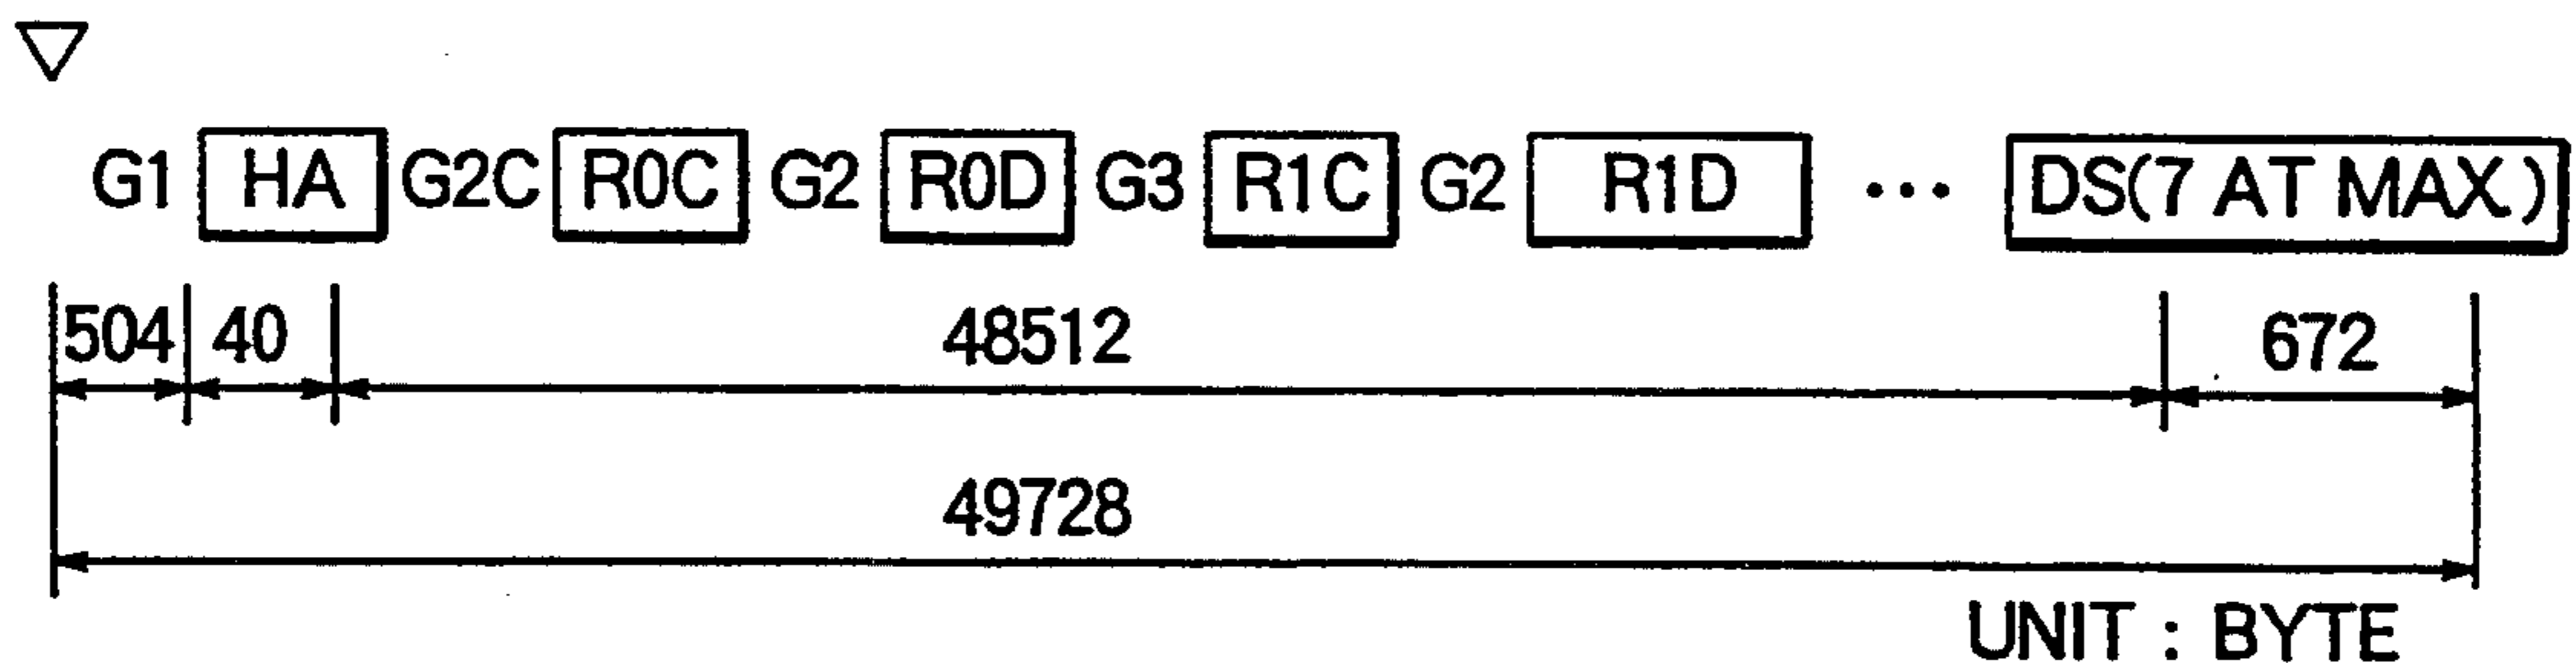 G1 HA G2C R0C G2 R0D G3 R1C G2 R1D ... DS(7 AT MAX.)
504 40 48512 672
49728
UNIT : BYTE